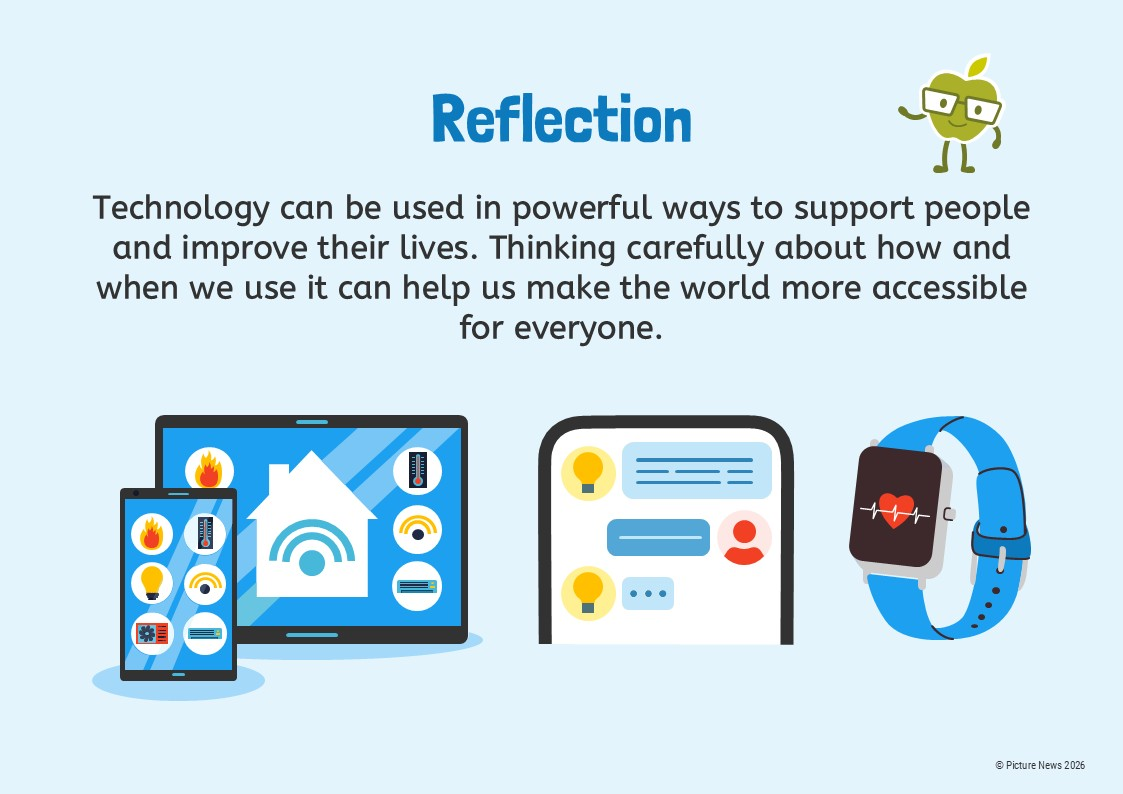 Reflection
Technology can be used in powerful ways to support people
and improve their lives. Thinking carefully about how and
when we use it can help us make the world more accessible
for everyone.
© Picture News 2026